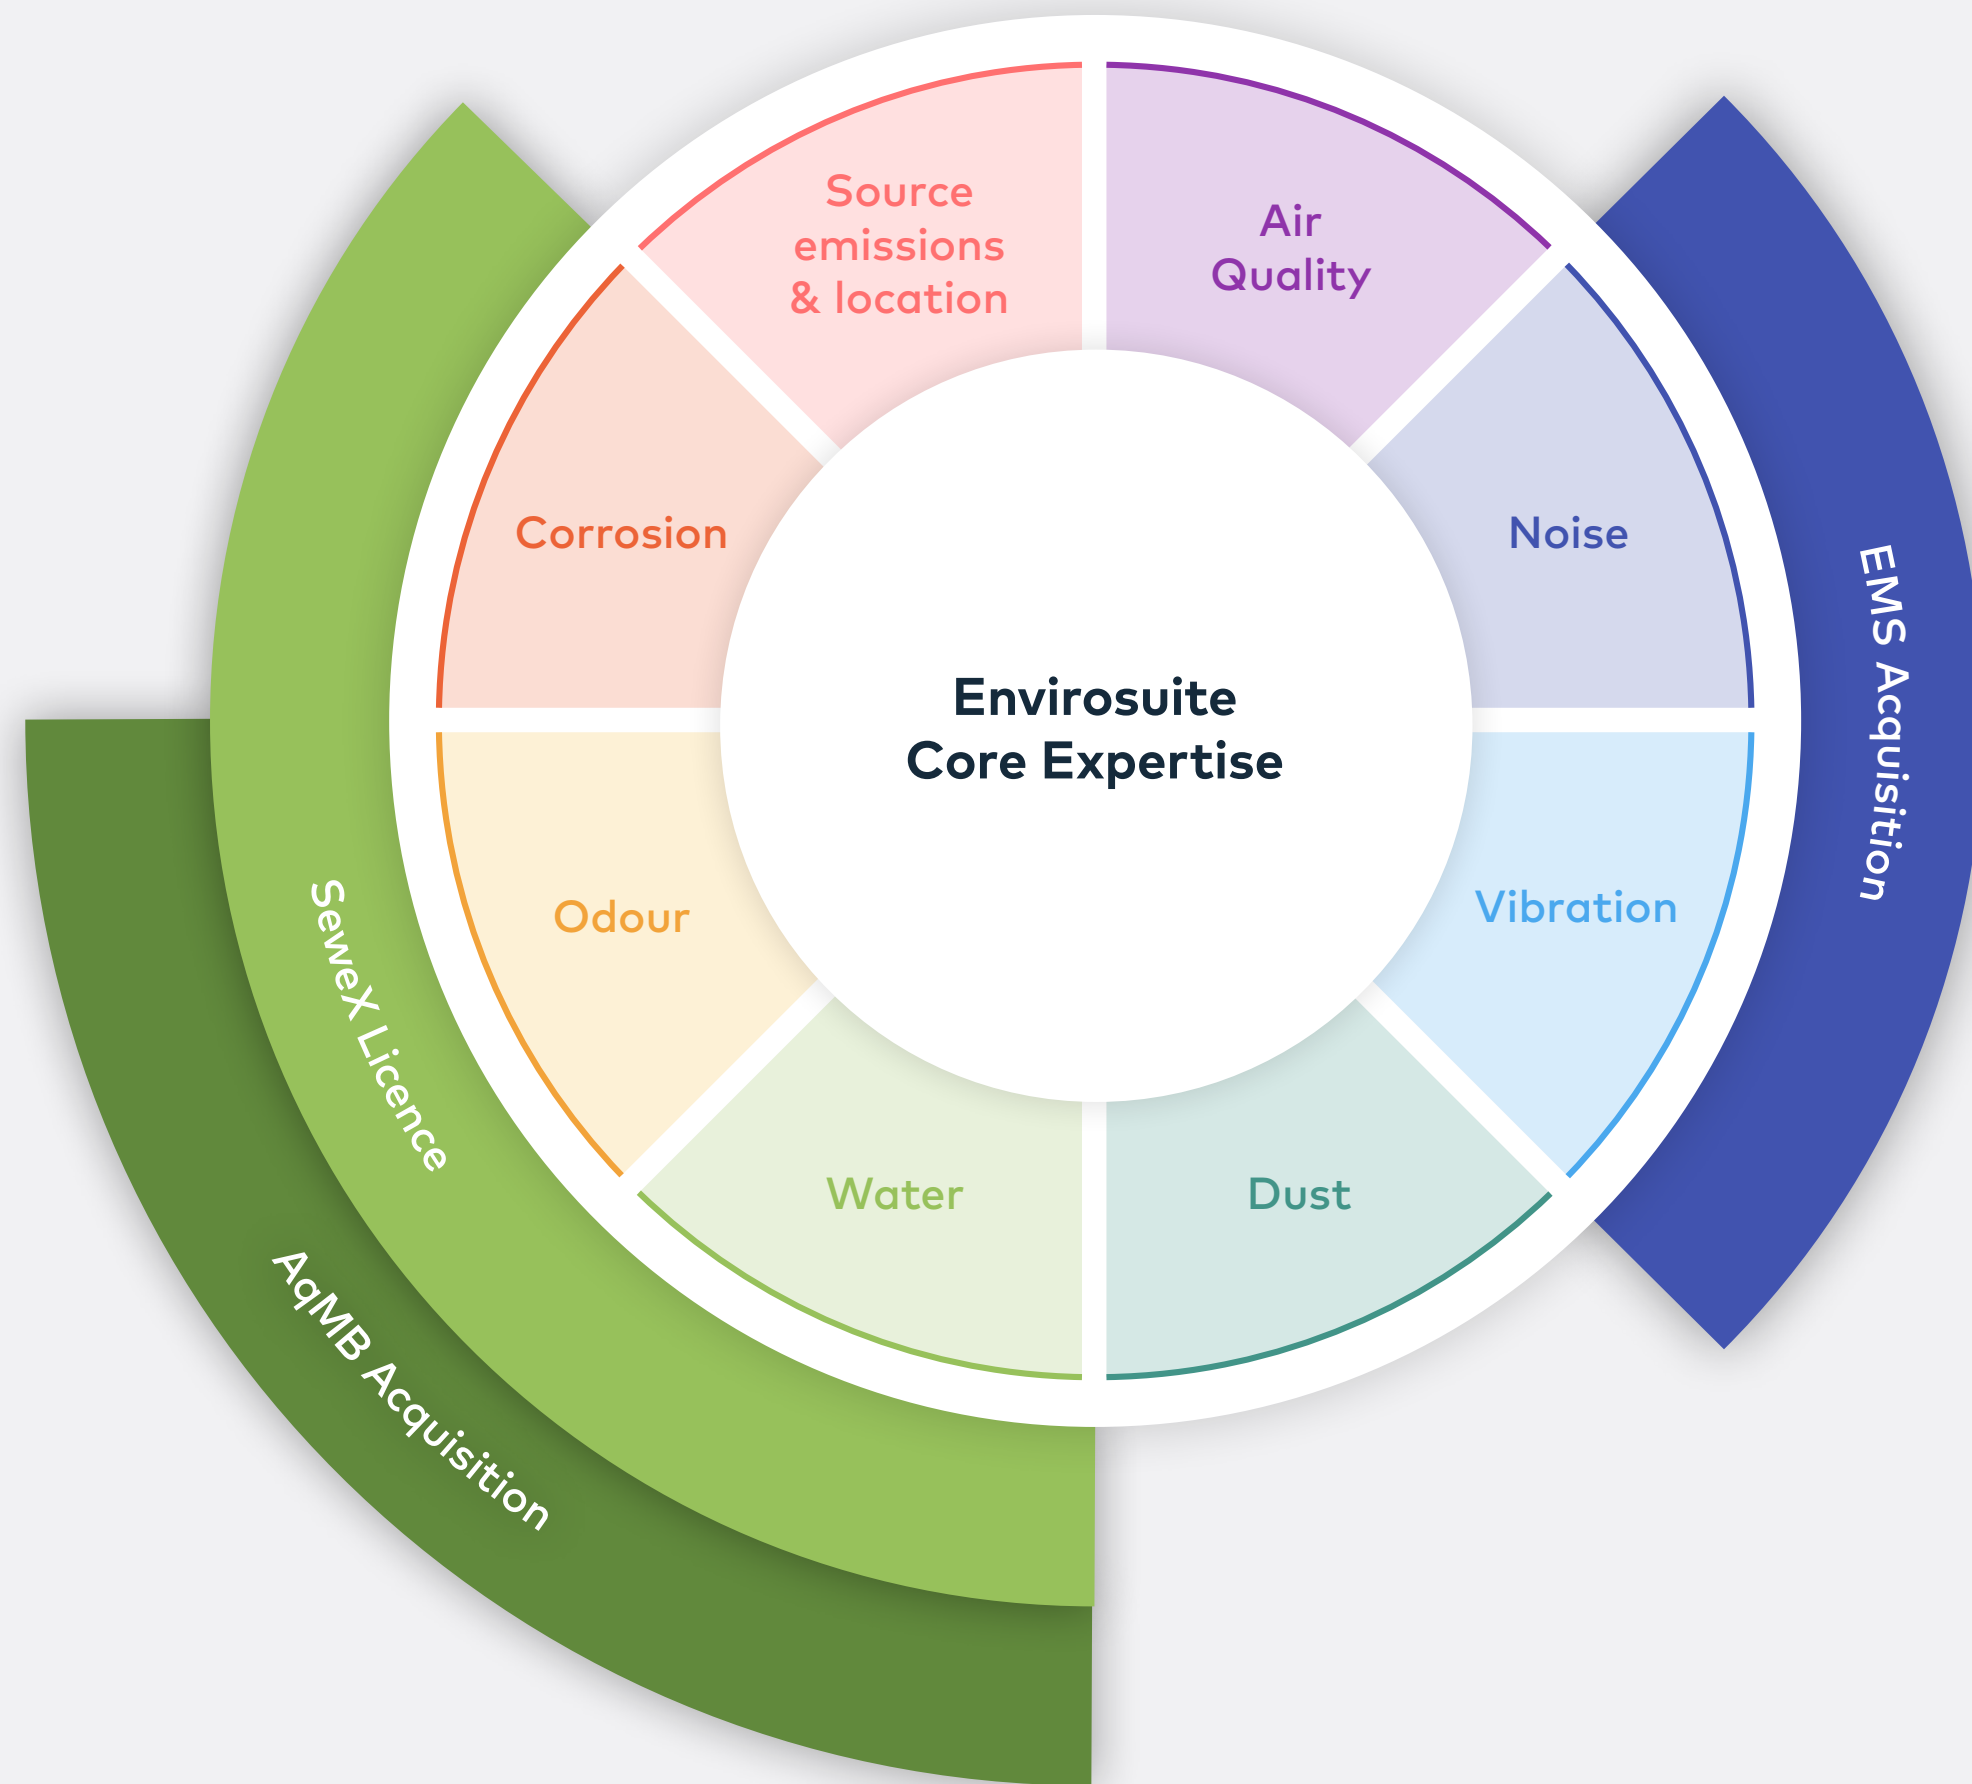 Source
emissions
& location
Air
Quality
Corrosion
Noise
Envirosuite
Core Expertise
Odour
Vibration
Water
Dust
EMS Acquisition
SeweX Licence
AqMB Acquisition